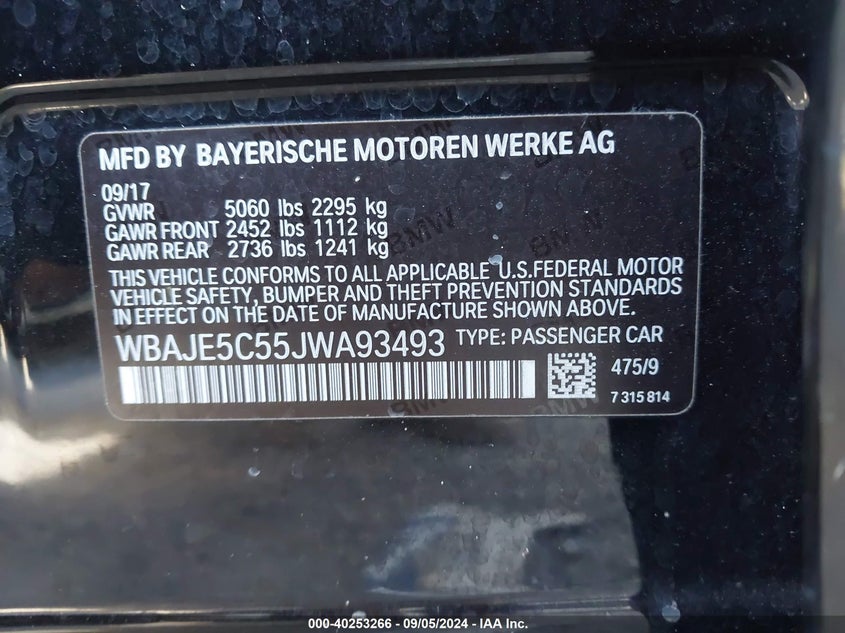 MFD BY BAYERISCHE MOTOREN WERKE AG
09/17
GVWR 5060 lbs 2295 kg
GAWR FRONT 2452 lbs 1112 kg
GAWR REAR 2736 lbs 1241 kg
THIS VEHICLE CONFORMS TO ALL APPLICABLE U.S.FEDERAL MOTOR
VEHICLE SAFETY, BUMPER AND THEFT PREVENTION STANDARDS
IN EFFECT ON THE DATE OF MANUFACTURE SHOWN ABOVE.
WBAJE5C55JWA93493 TYPE: PASSENGER CAR
475/9
7 315 814
000-40253266 - 09/05/2024 - IAA Inc.